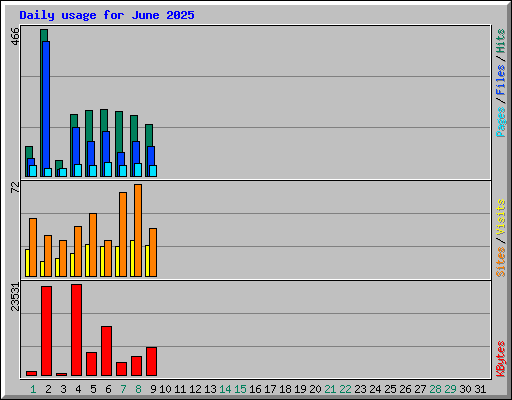 Daily usage for June 2025
466
Pages / Files / Hits
72
Sites / Visits
23531
KBytes
1 2 3 4 5 6 7 8 9 10 11 12 13 14 15 16 17 18 19 20 21 22 23 24 25 26 27 28 29 30 31